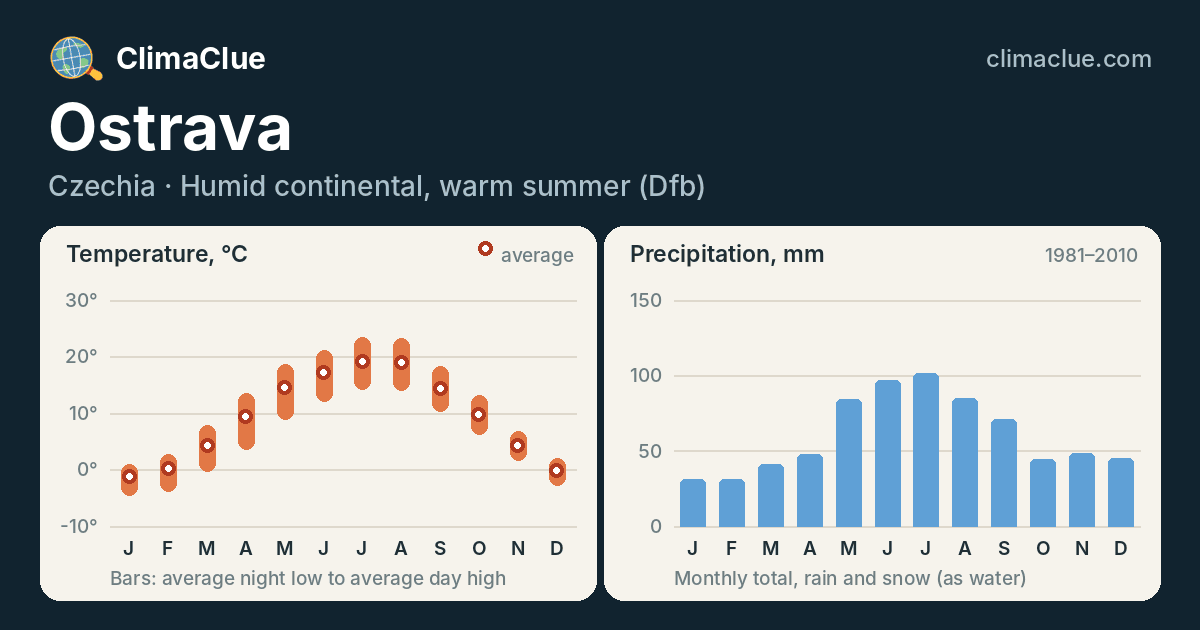 ClimaClue
climaclue.com
Ostrava
Czechia · Humid continental, warm summer (Dfb)
Temperature, °C
average
30°
20°
10°
0°
-10°
J F M A M J J A S O N D
Bars: average night low to average day high
Precipitation, mm
1981–2010
150
100
50
0
J F M A M J J A S O N D
Monthly total, rain and snow (as water)